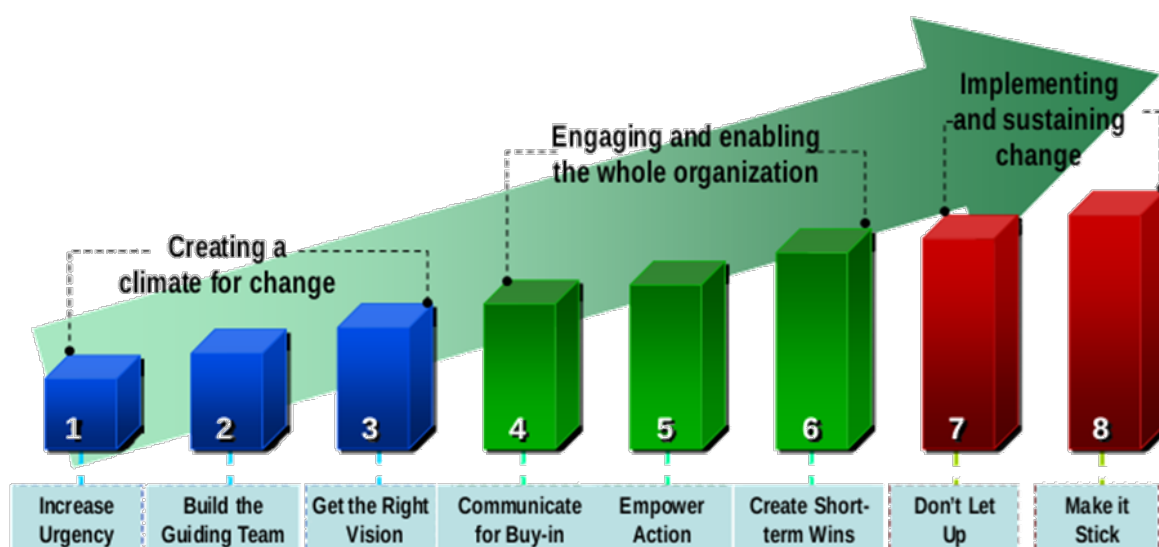 Implementing
and sustaining
change
Engaging and enabling
the whole organization
Creating a
climate for change
1
2
3
4
5
6
7
8
Increase
Urgency
Build the
Guiding Team
Get the Right
Vision
Communicate
for Buy-in
Empower
Action
Create Short-
term Wins
Don't Let
Up
Make it
Stick